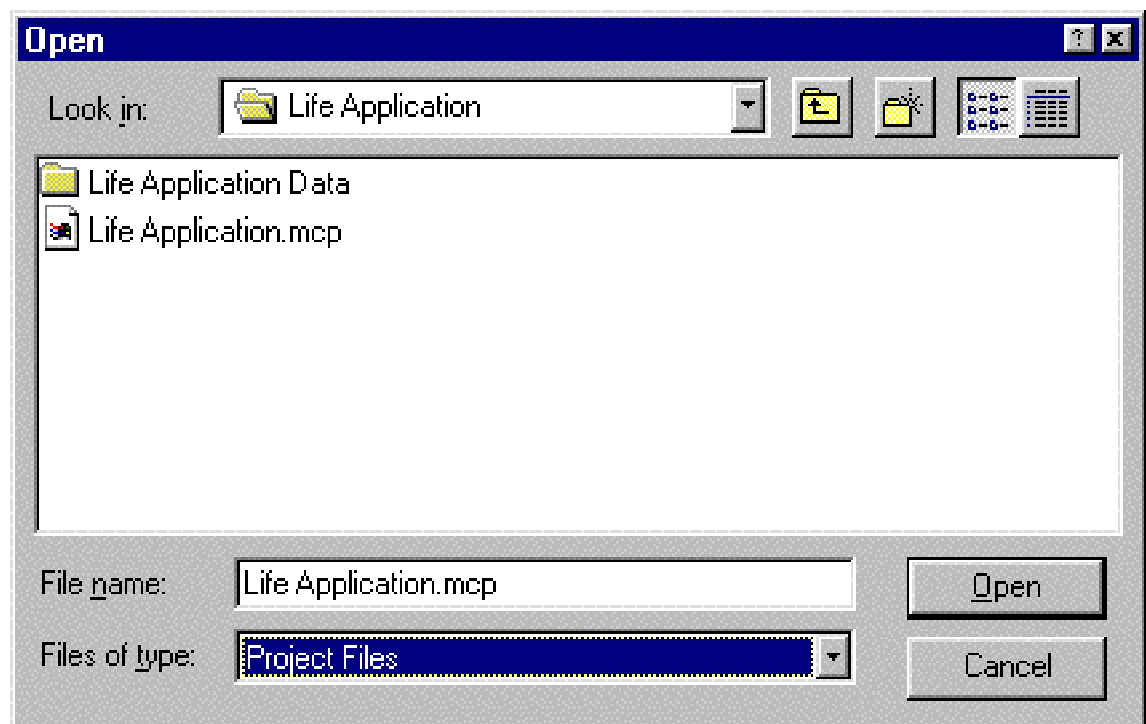 Open
Look in: Life Application
Life Application Data
Life Application.mcp
File name: Life Application.mcp Open
Files of type: Project Files Cancel